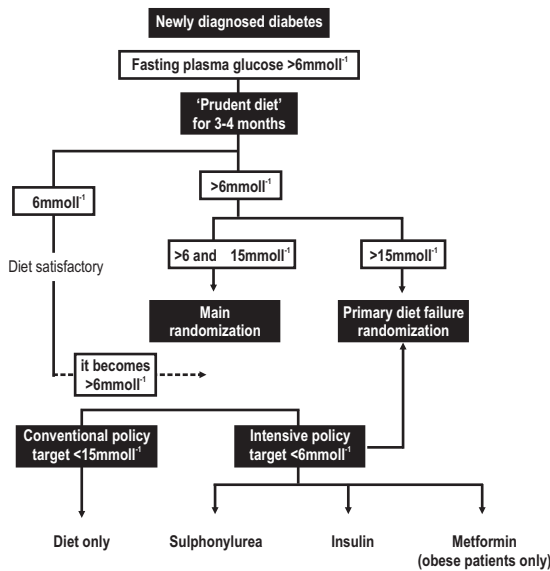 Newly diagnosed diabetes
Fasting plasma glucose >6mmoll⁻¹
‘Prudent diet’
for 3-4 months
6mmoll⁻¹
>6mmoll⁻¹
Diet satisfactory
>6 and 15mmoll⁻¹
>15mmoll⁻¹
Main
randomization
Primary diet failure
randomization
it becomes
>6mmoll⁻¹
Conventional policy
target <15mmoll⁻¹
Intensive policy
target <6mmoll⁻¹
Diet only
Sulphonylurea
Insulin
Metformin
(obese patients only)